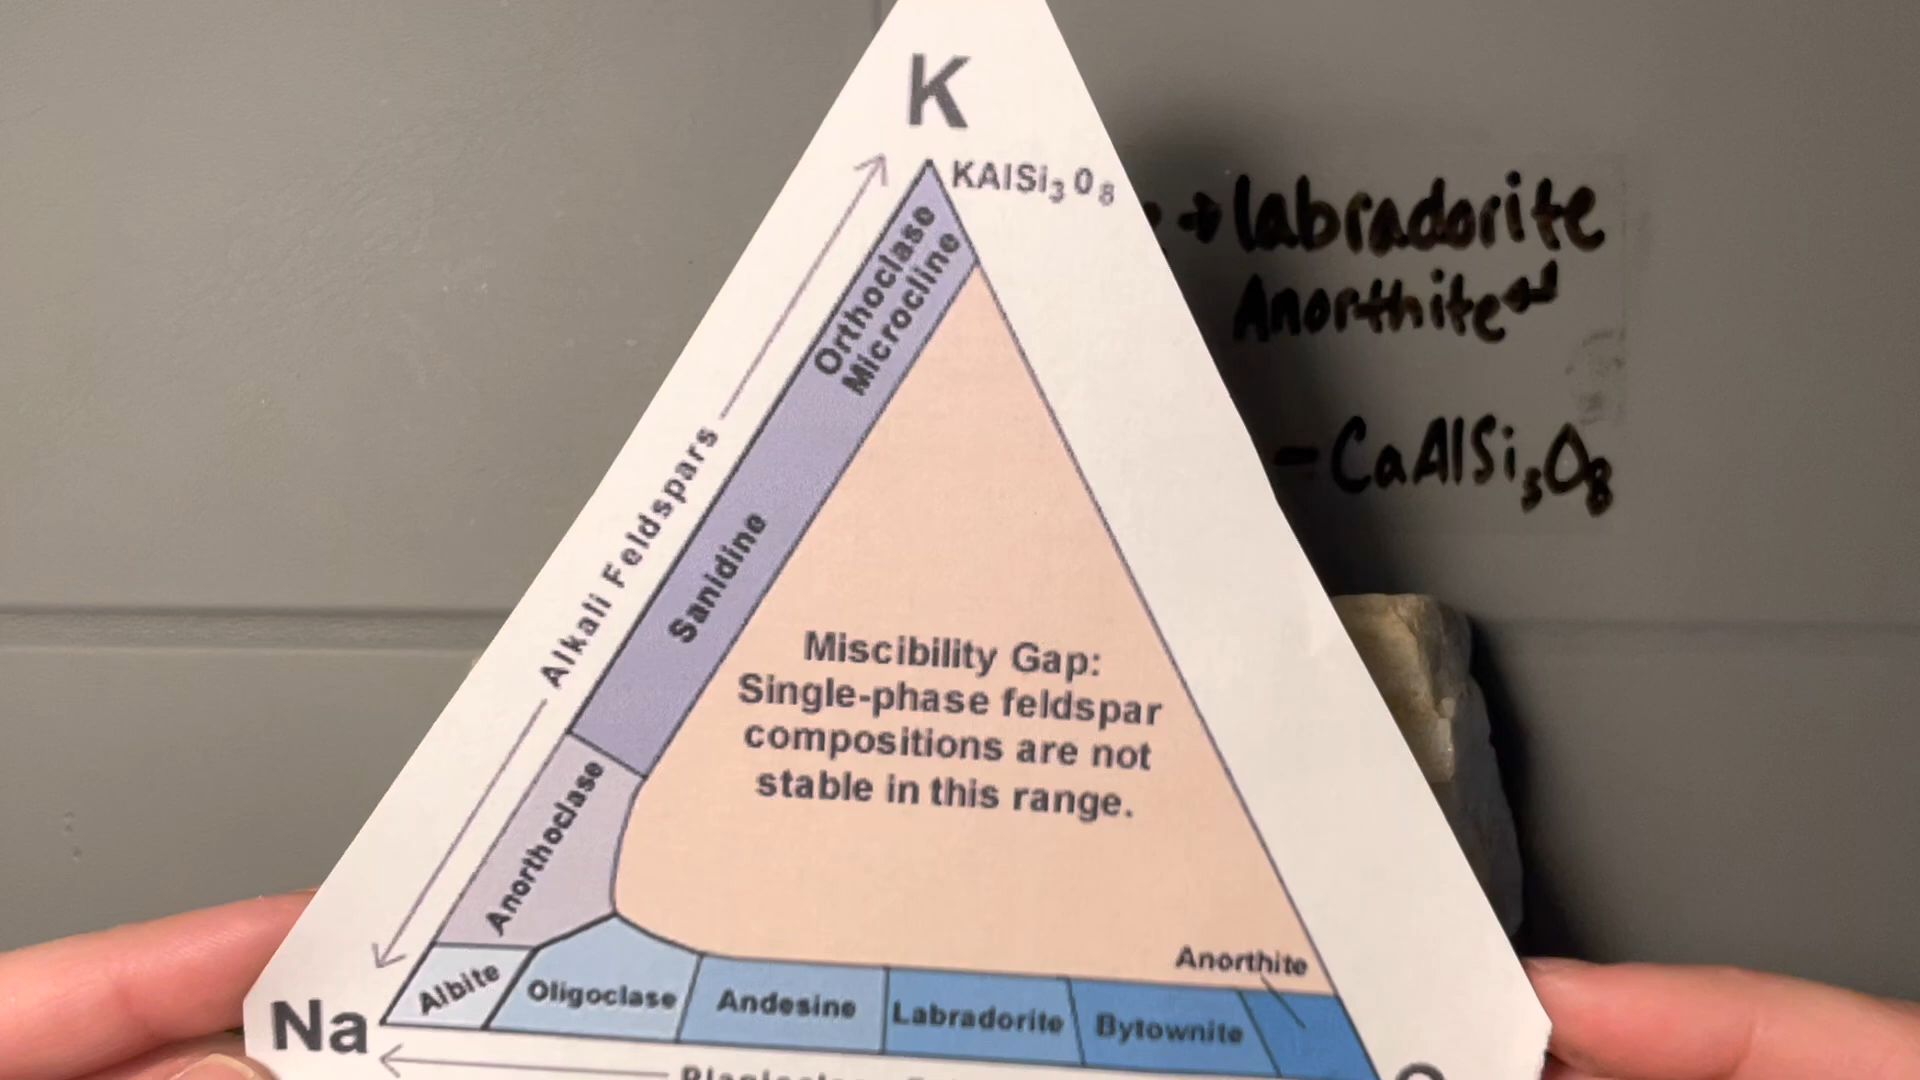 K
KAlSi₃O₈
Orthoclase
Microcline
Alkali Feldspars
Sanidine
Miscibility Gap:
Single-phase feldspar
compositions are not
stable in this range.
Anorthoclase
Anorthite
Albite
Oligoclase
Andesine
Labradorite
Bytownite
Na
→ labradorite
Anorthite
- CaAlSi₃O₈